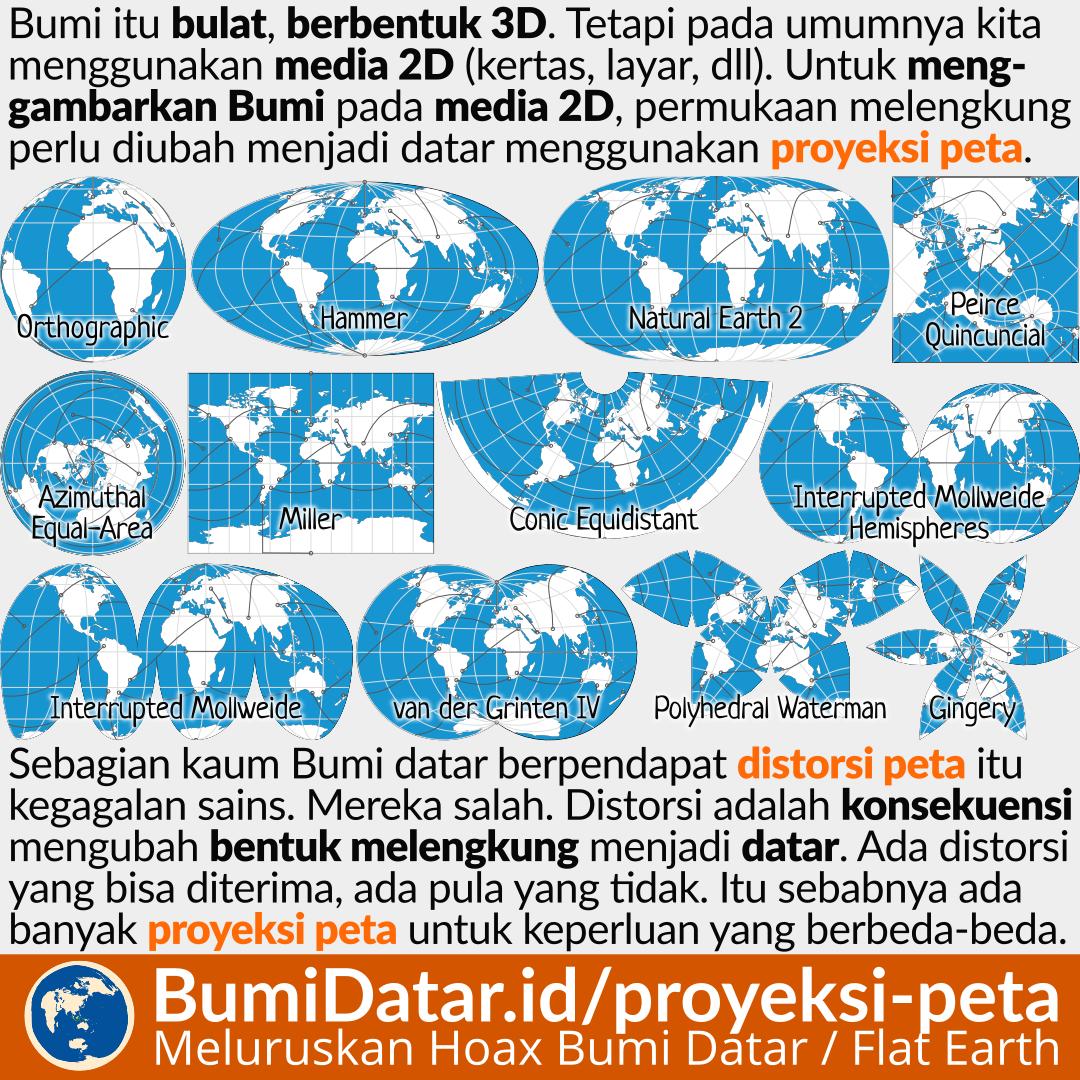 Bumi itu bulat, berbentuk 3D. Tetapi pada umumnya kita
menggunakan media 2D (kertas, layar, dll). Untuk meng-
gambarkan Bumi pada media 2D, permukaan melengkung
perlu diubah menjadi datar menggunakan proyeksi peta.
Orthographic
Hammer
Natural Earth 2
Peirce
Quincuncial
Azimuthal
Equal-Area
Miller
Conic Equidistant
Interrupted Mollweide
Hemispheres
Interrupted Mollweide
van der Grinten IV
Polyhedral Waterman
Gingery
Sebagian kaum Bumi datar berpendapat distorsi peta itu
kegagalan sains. Mereka salah. Distorsi adalah konsekuensi
mengubah bentuk melengkung menjadi datar. Ada distorsi
yang bisa diterima, ada pula yang tidak. Itu sebabnya ada
banyak proyeksi peta untuk keperluan yang berbeda-beda.
BumiDatar.id/proyeksi-peta
Meluruskan Hoax Bumi Datar / Flat Earth